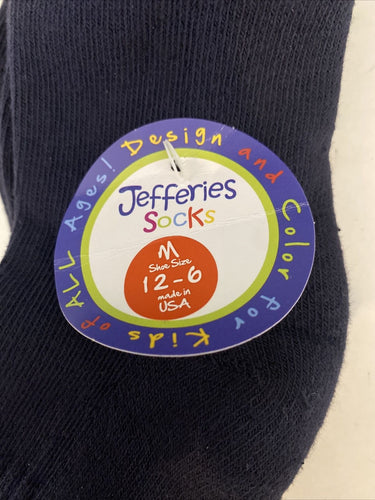 Design and Color for Kids of ALL Ages!
Jefferies
Socks
M
Shoe Size
12-6
made in
USA